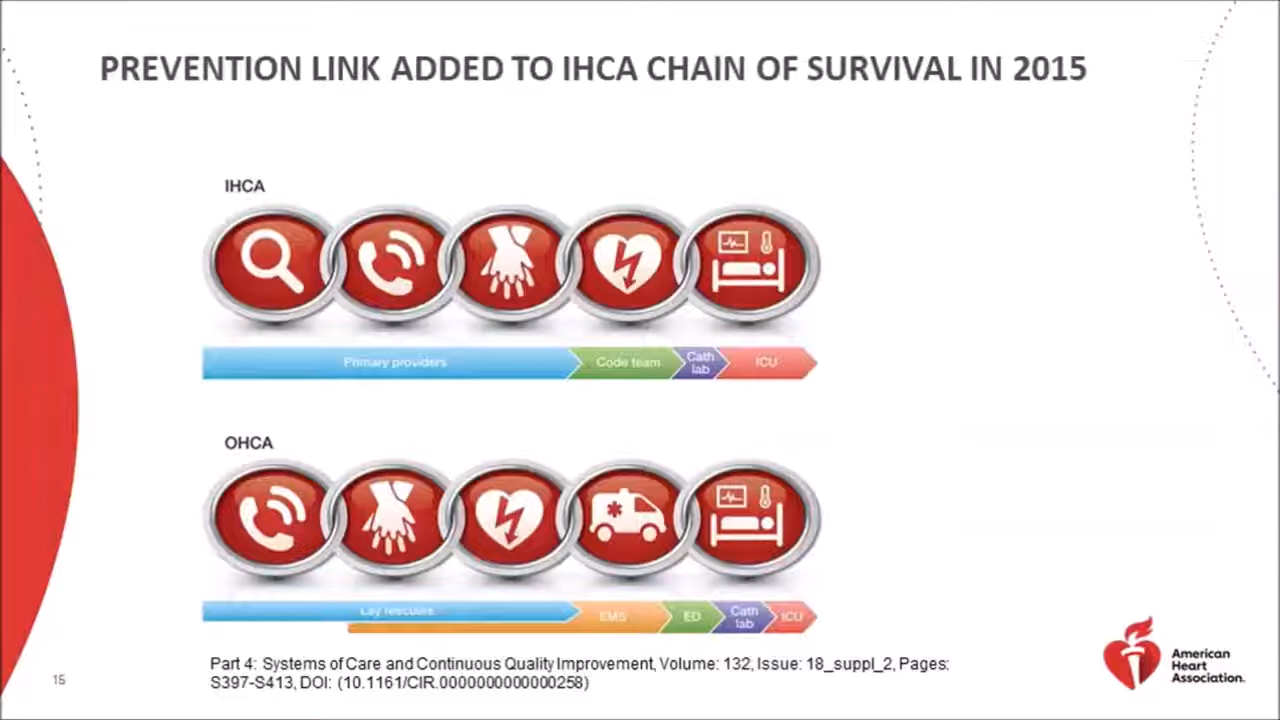 PREVENTION LINK ADDED TO IHCA CHAIN OF SURVIVAL IN 2015
IHCA
Primary providers
Code team
Cath
lab
ICU
OHCA
Lay rescuers
EMS
ED
Cath
lab
ICU
Part 4: Systems of Care and Continuous Quality Improvement, Volume: 132, Issue: 18_suppl_2, Pages:
S397-S413, DOI: (10.1161/CIR.0000000000000258)
15
American
Heart
Association.